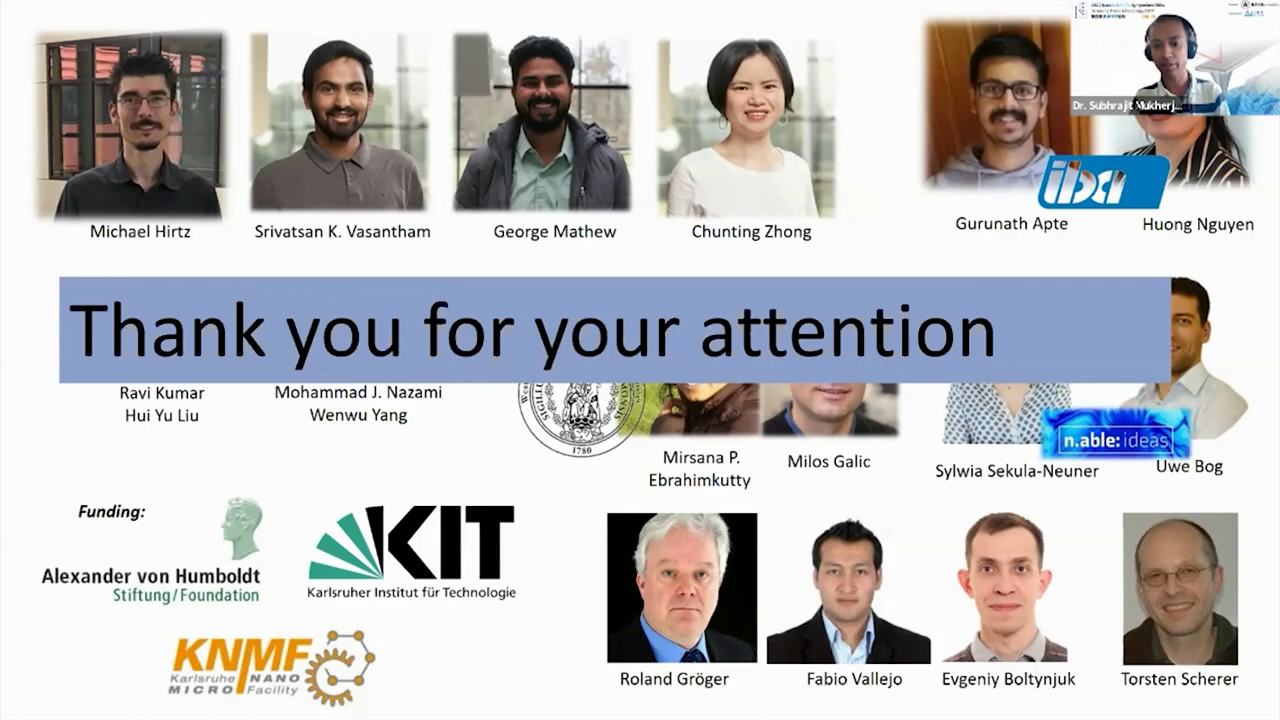 Dr. Subhrajit Mukherj...
Michael Hirtz
Srivatsan K. Vasantham
George Mathew
Chunting Zhong
iba
Gurunath Apte
Huong Nguyen
Thank you for your attention
Ravi Kumar
Hui Yu Liu
Mohammad J. Nazami
Wenwu Yang
1780
Mirsana P.
Ebrahimkutty
Milos Galic
n.able:ideas
Sylwia Sekula-Neuner
Uwe Bog
Funding:
Alexander von Humboldt
Stiftung/Foundation
KIT
Karlsruher Institut für Technologie
KNMF
Karlsruhe NANO
MICRO Facility
Roland Gröger
Fabio Vallejo
Evgeniy Boltynjuk
Torsten Scherer